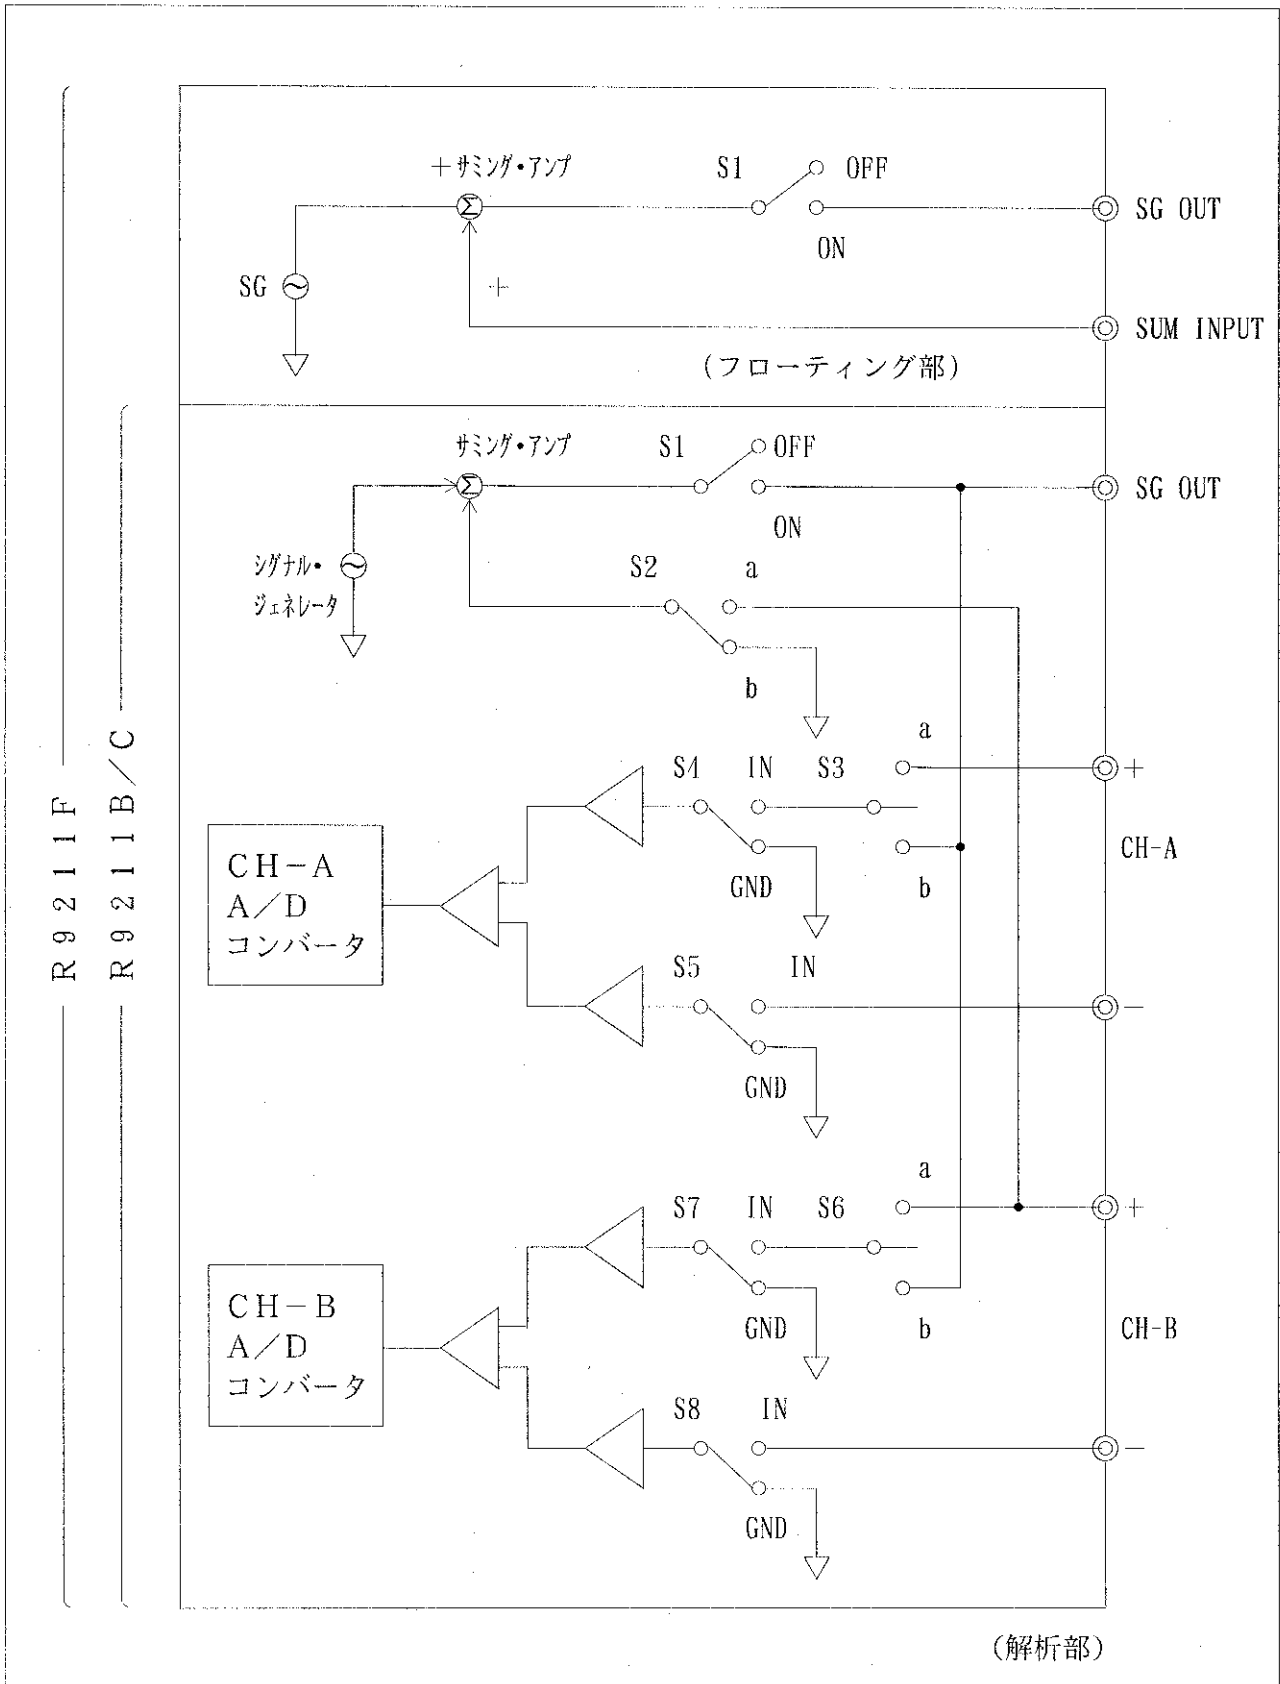 +サミング・アンプ
S1
OFF
SG OUT
ON
SG
+
SUM INPUT
(フローティング部)
サミング・アンプ
S1
OFF
SG OUT
ON
シグナル・
ジェネレータ
S2
a
b
a
S4
IN
S3
+
CH-A
A/D
コンバータ
GND
b
CH-A
S5
IN
−
GND
a
S7
IN
S6
+
CH-B
A/D
コンバータ
GND
b
CH-B
S8
IN
−
GND
R9211F
R9211B/C
(解析部)